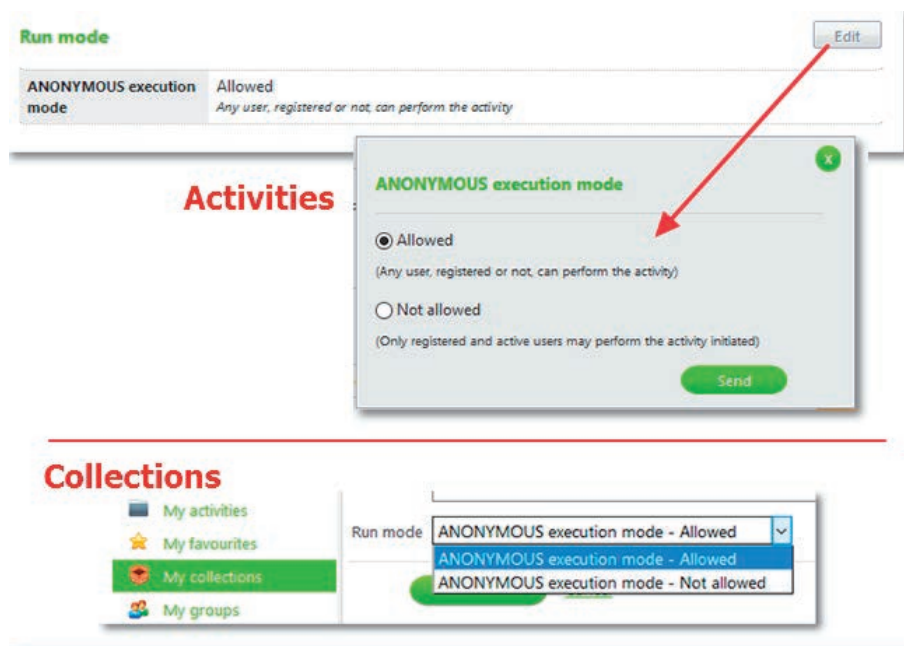 Run mode
Edit
ANONYMOUS execution mode
Allowed
Any user, registered or not, can perform the activity
Activities
x
ANONYMOUS execution mode
Allowed
(Any user, registered or not, can perform the activity)
Not allowed
(Only registered and active users may perform the activity initiated)
Send
Collections
My activities
My favourites
My collections
My groups
Run mode
ANONYMOUS execution mode - Allowed
ANONYMOUS execution mode - Allowed
ANONYMOUS execution mode - Not allowed